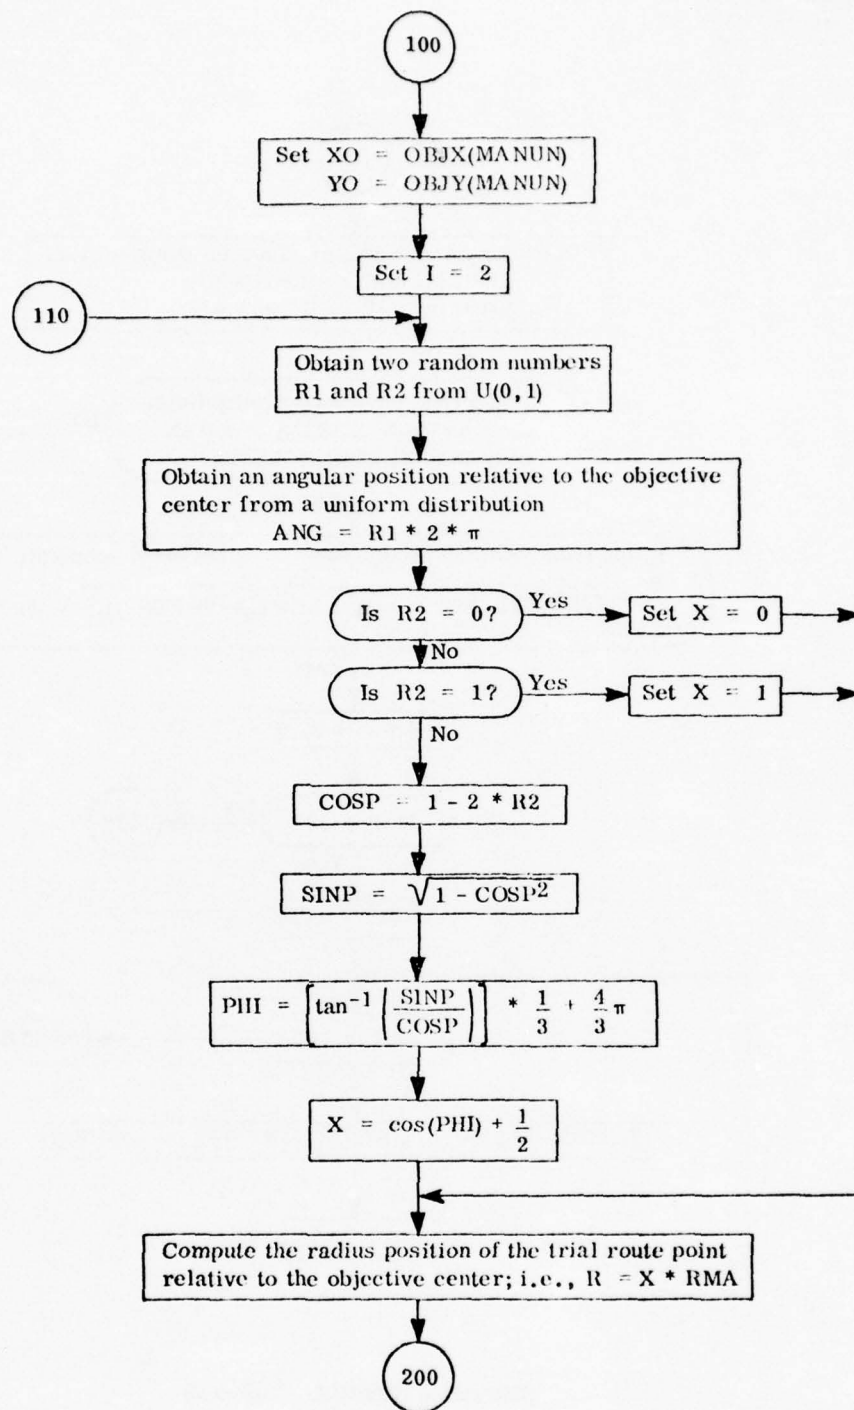 100
Set XO = OBJX(MANUN)
YO = OBJY(MANUN)
Set I = 2
110
Obtain two random numbers
R1 and R2 from U(0,1)
Obtain an angular position relative to the objective
center from a uniform distribution
ANG = R1 * 2 * π
Is R2 = 0?
Yes
Set X = 0
No
Is R2 = 1?
Yes
Set X = 1
No
COSP = 1 - 2 * R2
SINP = √1 - COSP²
PHI = [tan⁻¹ (SINP/COSP)] * 1/3 + 4/3 π
X = cos(PHI) + 1/2
Compute the radius position of the trial route point
relative to the objective center; i.e., R = X * RMA
200